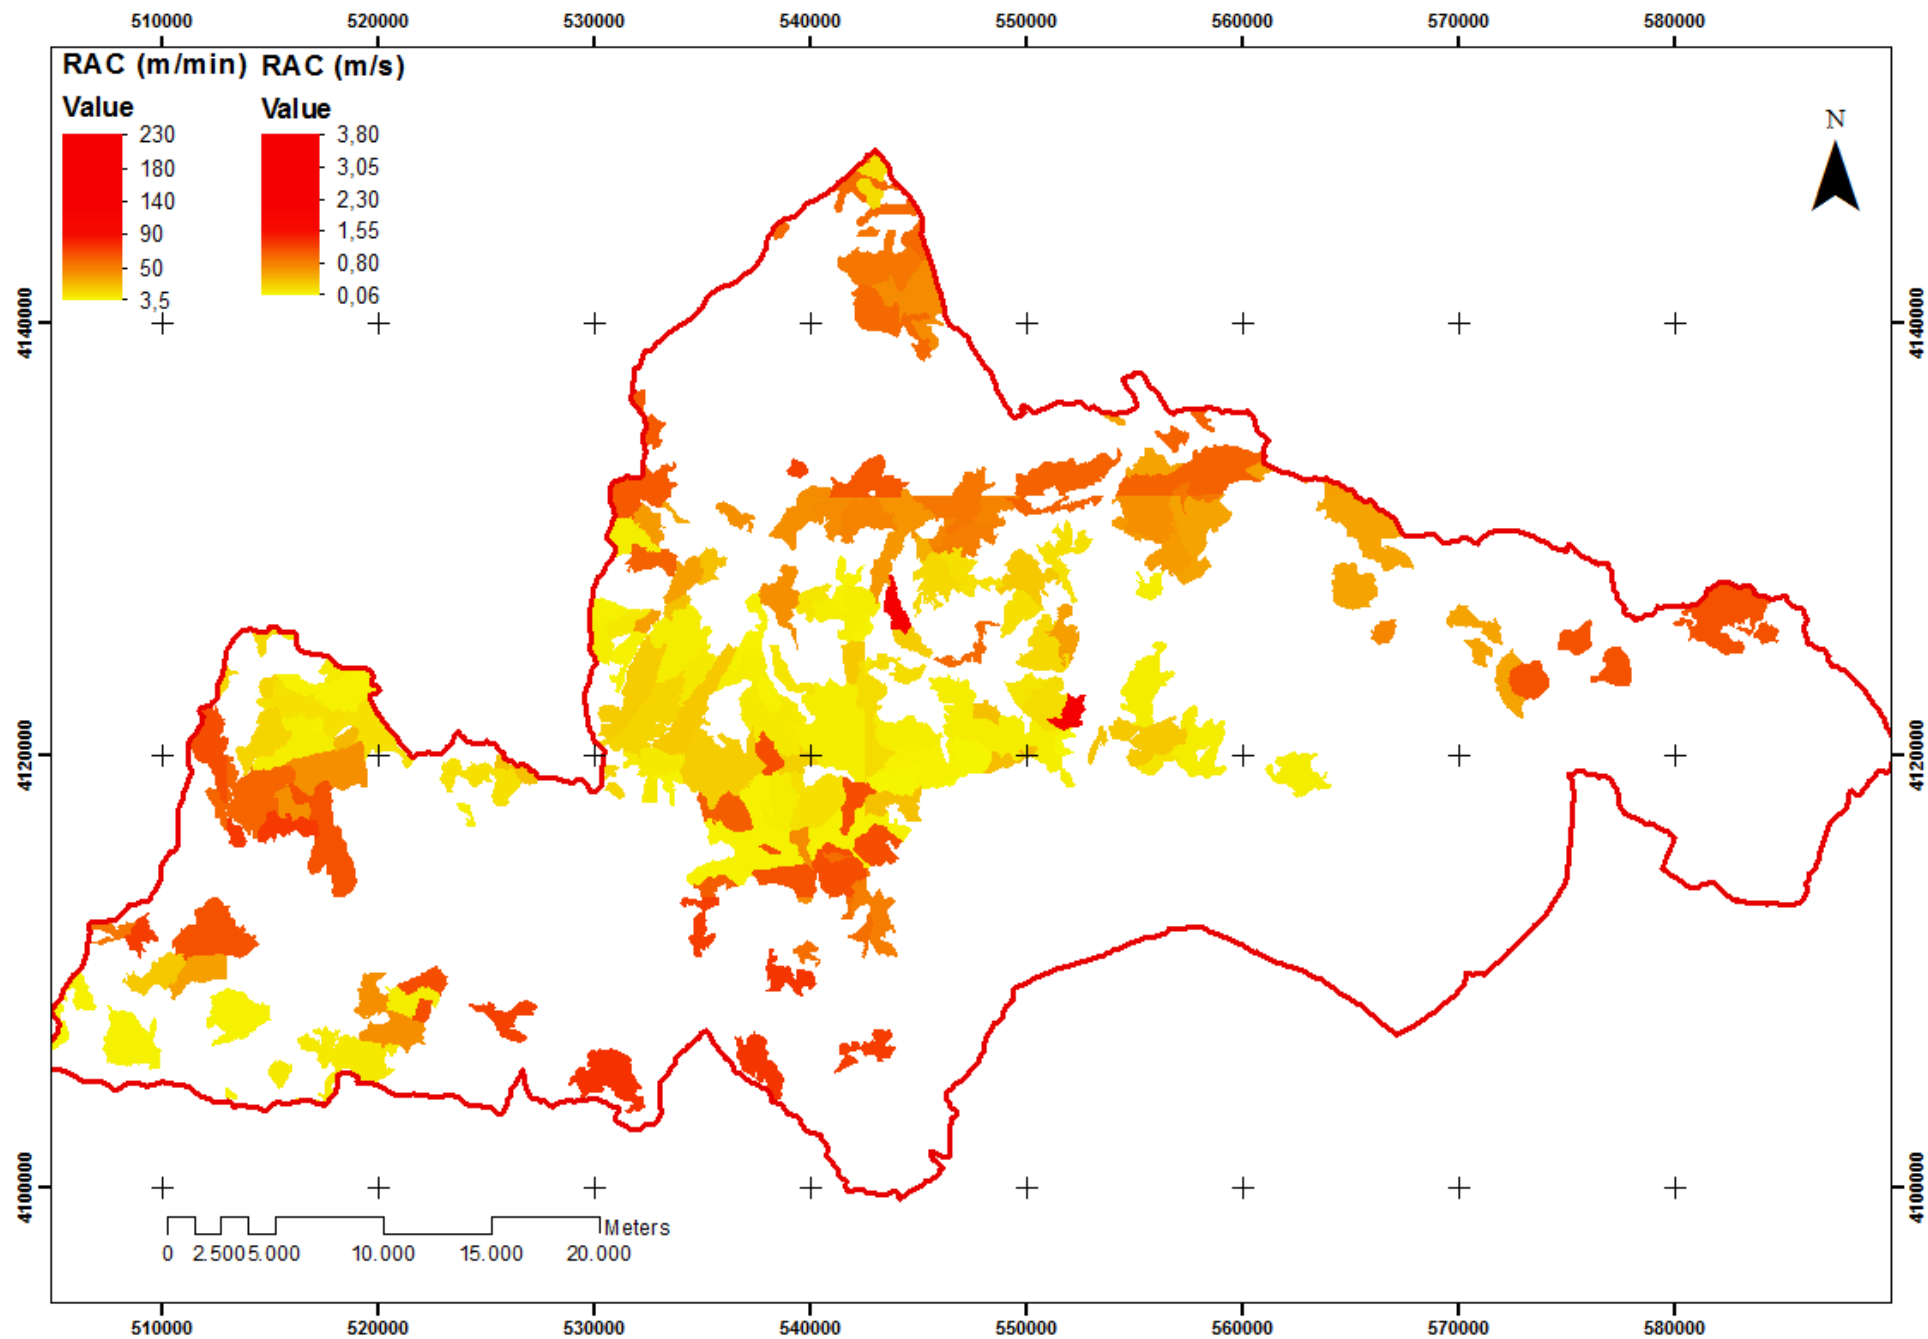 510000 520000 530000 540000 550000 560000 570000 580000
RAC (m/min) RAC (m/s)
Value Value
230 3,80
180 3,05
140 2,30
90 1,55
50 0,80
3,5 0,06
N
4140000 4140000
4120000 4120000
4100000 4100000
Meters
0 2.500 5.000 10.000 15.000 20.000
510000 520000 530000 540000 550000 560000 570000 580000